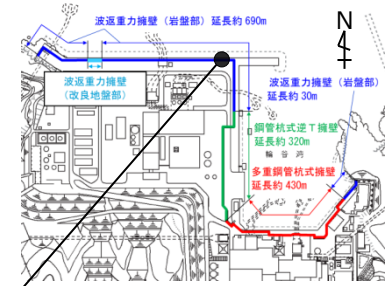 波返重力擁壁（岩盤部）延長約 690m
N
波返重力擁壁
（改良地盤部）
波返重力擁壁（岩盤部）
延長約 30m
鋼管杭式逆Ｔ擁壁
延長約 320m
輪谷湾
多重鋼管杭式擁壁
延長約 430m